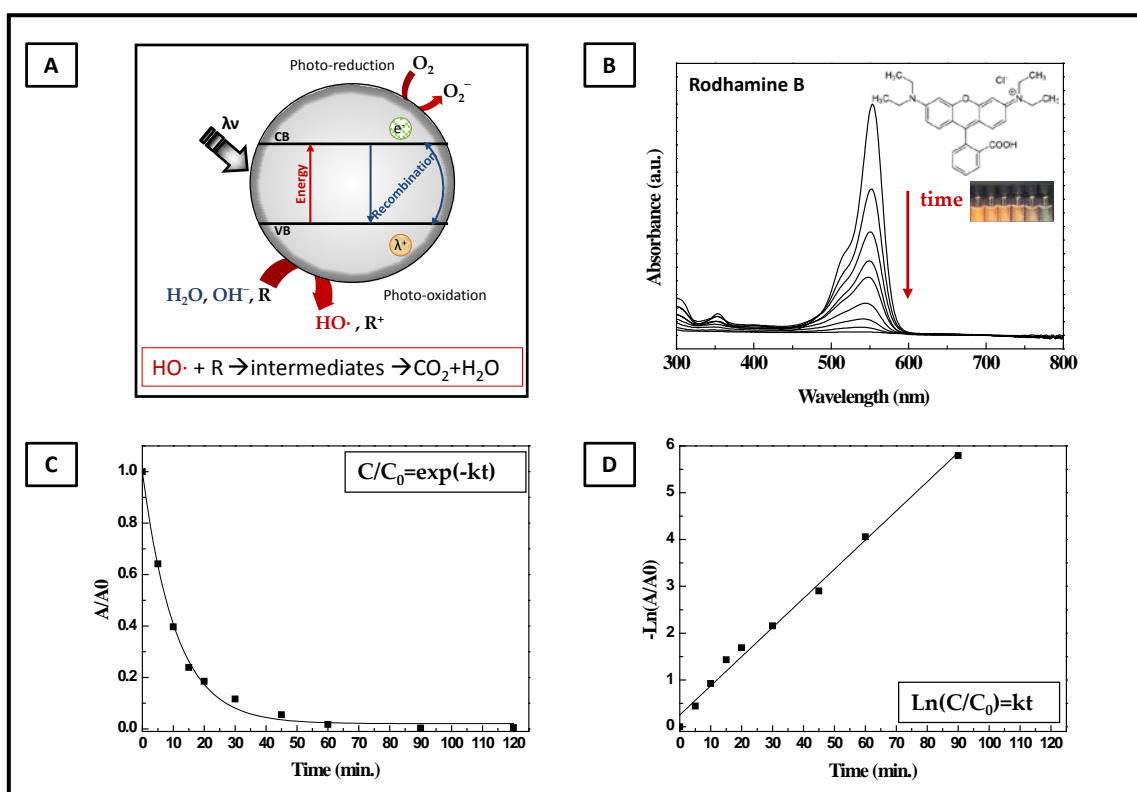 A
Photo-reduction
O₂
O₂⁻
λν
CB
e⁻
Energy
Recombination
VB
λ⁺
H₂O, OH⁻, R
Photo-oxidation
HO· , R⁺
HO· + R →intermediates →CO₂+H₂O
B
Rodhamine B
H₃C
N
H₃C
O
Cl⁻
CH₃
N⁺
CH₃
COOH
time
Absorbance (a.u.)
300 400 500 600 700 800
Wavelength (nm)
C
C/C₀=exp(-kt)
1.0
0.8
0.6
0.4
0.2
0.0
A/A0
0 10 20 30 40 50 60 70 80 90 100 110 120
Time (min.)
D
6
5
4
3
2
1
0
-Ln(A/A0)
Ln(C/C₀)=kt
0 10 20 30 40 50 60 70 80 90 100 110 120
Time (min.)